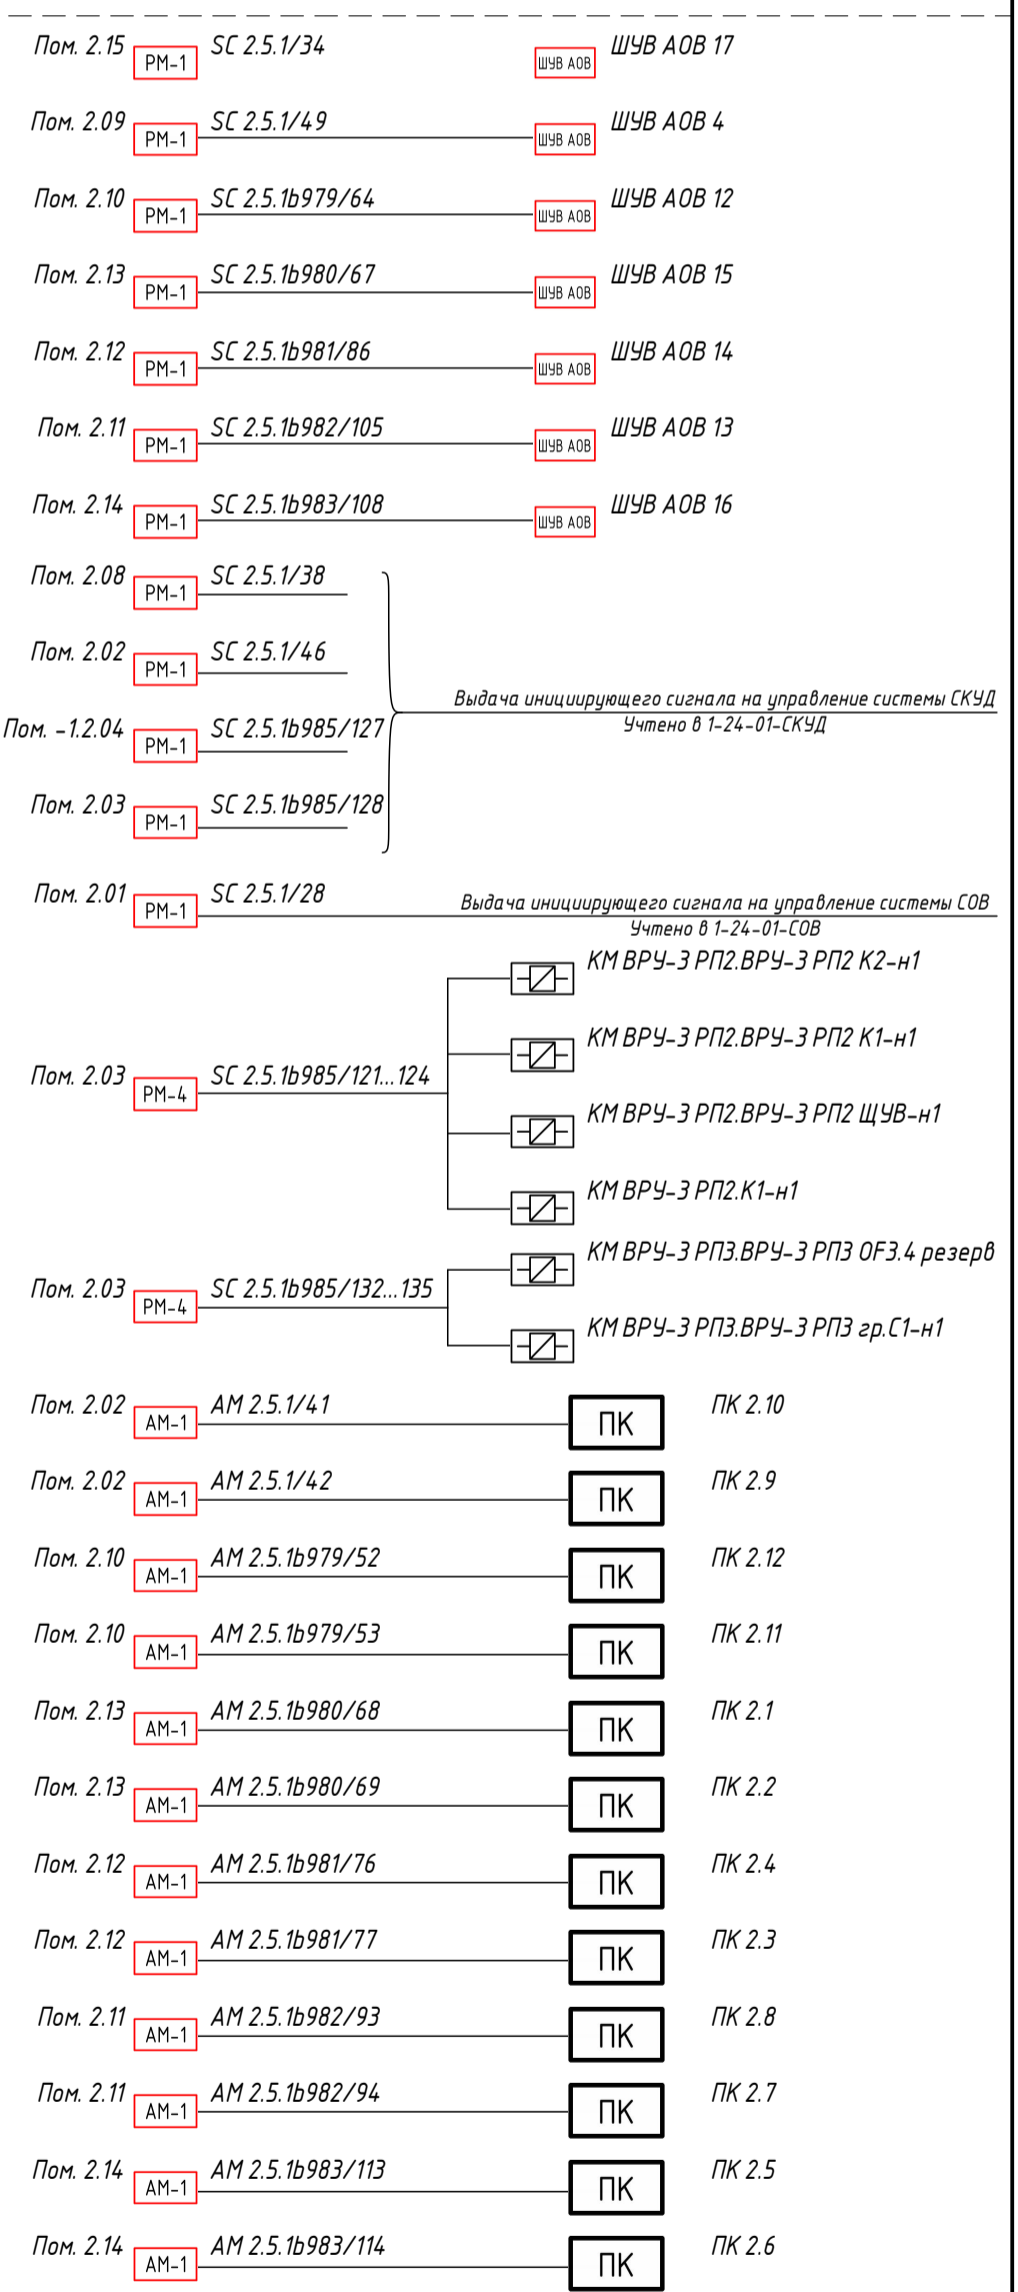 Пом. 2.15 РМ-1 SC 2.5.1/34 ШУВ АОВ ШУВ АОВ 17
Пом. 2.09 РМ-1 SC 2.5.1/49 ШУВ АОВ ШУВ АОВ 4
Пом. 2.10 РМ-1 SC 2.5.1b979/64 ШУВ АОВ ШУВ АОВ 12
Пом. 2.13 РМ-1 SC 2.5.1b980/67 ШУВ АОВ ШУВ АОВ 15
Пом. 2.12 РМ-1 SC 2.5.1b981/86 ШУВ АОВ ШУВ АОВ 14
Пом. 2.11 РМ-1 SC 2.5.1b982/105 ШУВ АОВ ШУВ АОВ 13
Пом. 2.14 РМ-1 SC 2.5.1b983/108 ШУВ АОВ ШУВ АОВ 16
Пом. 2.08 РМ-1 SC 2.5.1/38
Пом. 2.02 РМ-1 SC 2.5.1/46
Выдача инициирующего сигнала на управление системы СКУД
Учтено в 1-24-01-СКУД
Пом. -1.2.04 РМ-1 SC 2.5.1b985/127
Пом. 2.03 РМ-1 SC 2.5.1b985/128
Пом. 2.01 РМ-1 SC 2.5.1/28 Выдача инициирующего сигнала на управление системы СОВ
Учтено в 1-24-01-СОВ
КМ ВРУ-3 РП2.ВРУ-3 РП2 К2-н1
КМ ВРУ-3 РП2.ВРУ-3 РП2 К1-н1
Пом. 2.03 РМ-4 SC 2.5.1b985/121...124
КМ ВРУ-3 РП2.ВРУ-3 РП2 ЩУВ-н1
КМ ВРУ-3 РП2.К1-н1
КМ ВРУ-3 РП3.ВРУ-3 РП3 OF3.4 резерв
Пом. 2.03 РМ-4 SC 2.5.1b985/132...135
КМ ВРУ-3 РП3.ВРУ-3 РП3 гр.С1-н1
Пом. 2.02 АМ-1 АМ 2.5.1/41 ПК ПК 2.10
Пом. 2.02 АМ-1 АМ 2.5.1/42 ПК ПК 2.9
Пом. 2.10 АМ-1 АМ 2.5.1b979/52 ПК ПК 2.12
Пом. 2.10 АМ-1 АМ 2.5.1b979/53 ПК ПК 2.11
Пом. 2.13 АМ-1 АМ 2.5.1b980/68 ПК ПК 2.1
Пом. 2.13 АМ-1 АМ 2.5.1b980/69 ПК ПК 2.2
Пом. 2.12 АМ-1 АМ 2.5.1b981/76 ПК ПК 2.4
Пом. 2.12 АМ-1 АМ 2.5.1b981/77 ПК ПК 2.3
Пом. 2.11 АМ-1 АМ 2.5.1b982/93 ПК ПК 2.8
Пом. 2.11 АМ-1 АМ 2.5.1b982/94 ПК ПК 2.7
Пом. 2.14 АМ-1 АМ 2.5.1b983/113 ПК ПК 2.5
Пом. 2.14 АМ-1 АМ 2.5.1b983/114 ПК ПК 2.6